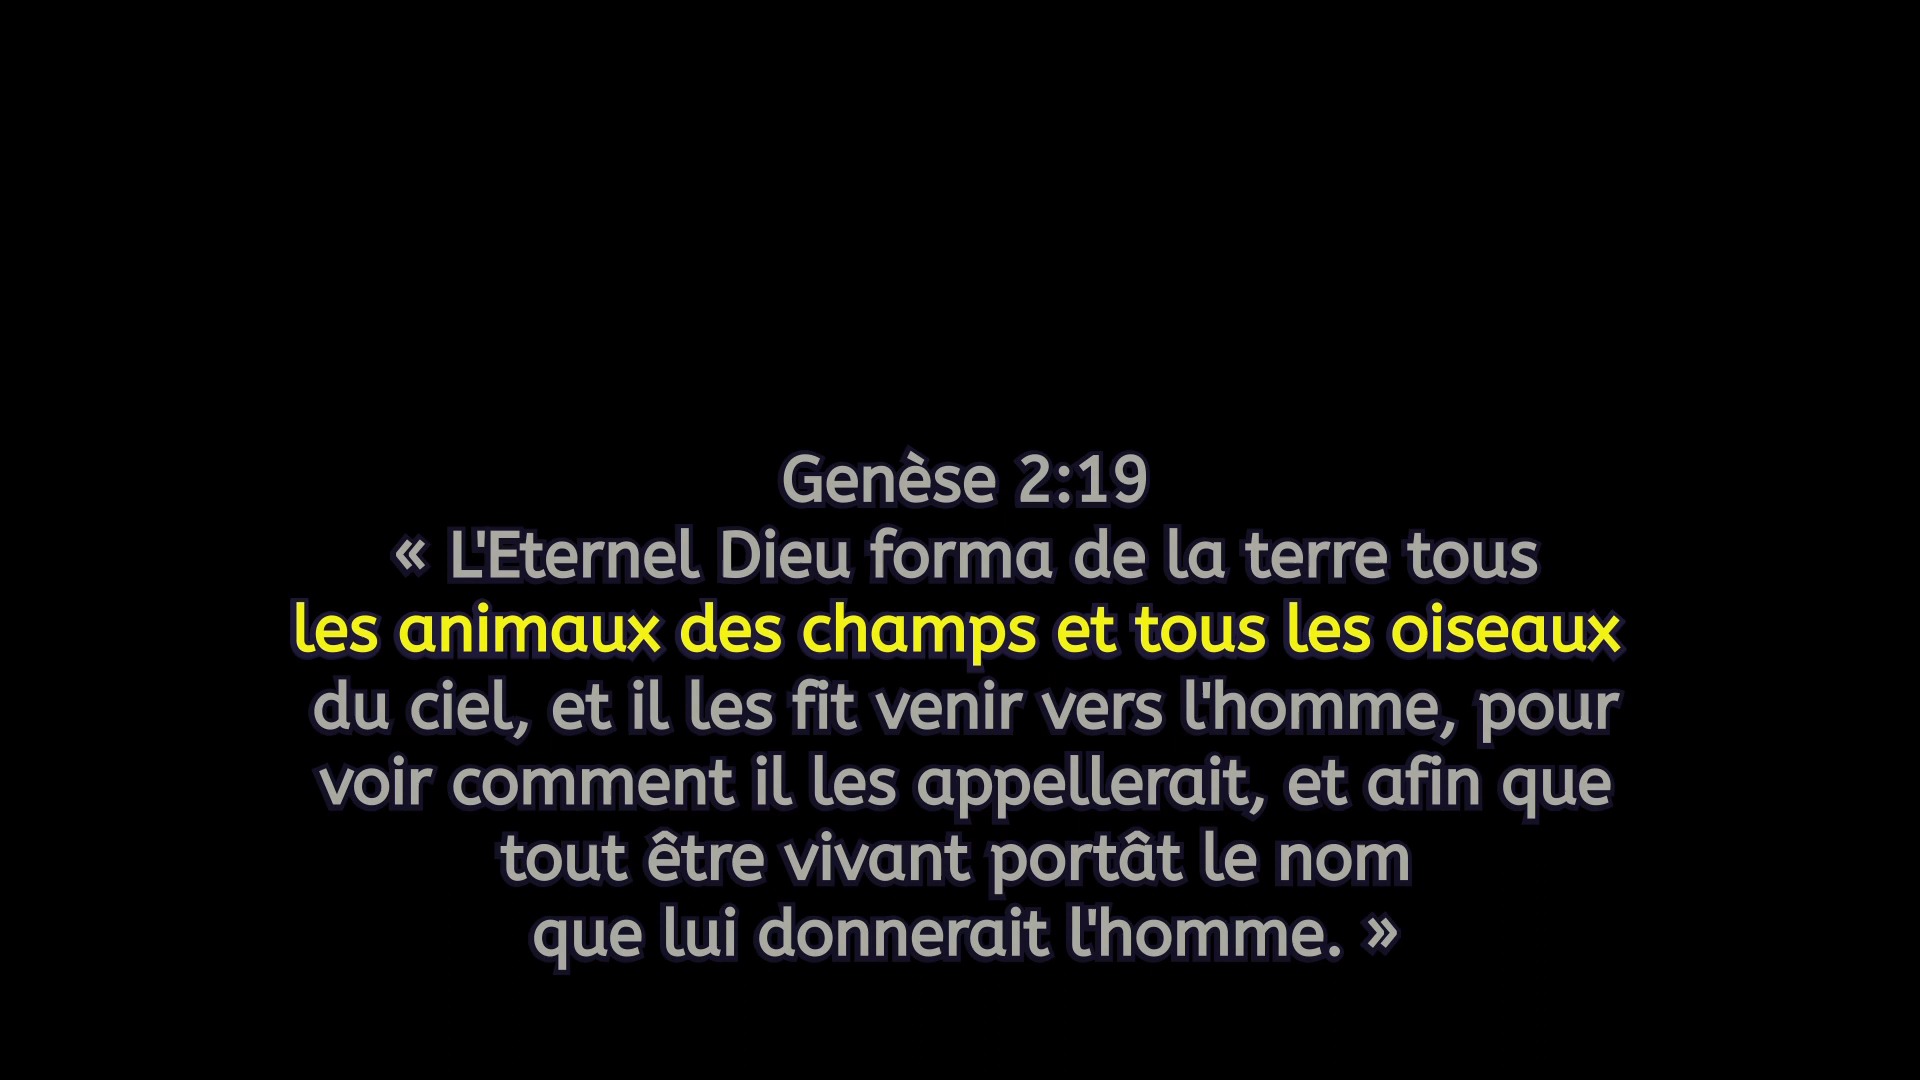 Genèse 2:19
« L'Eternel Dieu forma de la terre tous
les animaux des champs et tous les oiseaux
du ciel, et il les fit venir vers l'homme, pour
voir comment il les appellerait, et afin que
tout être vivant portât le nom
que lui donnerait l'homme. »